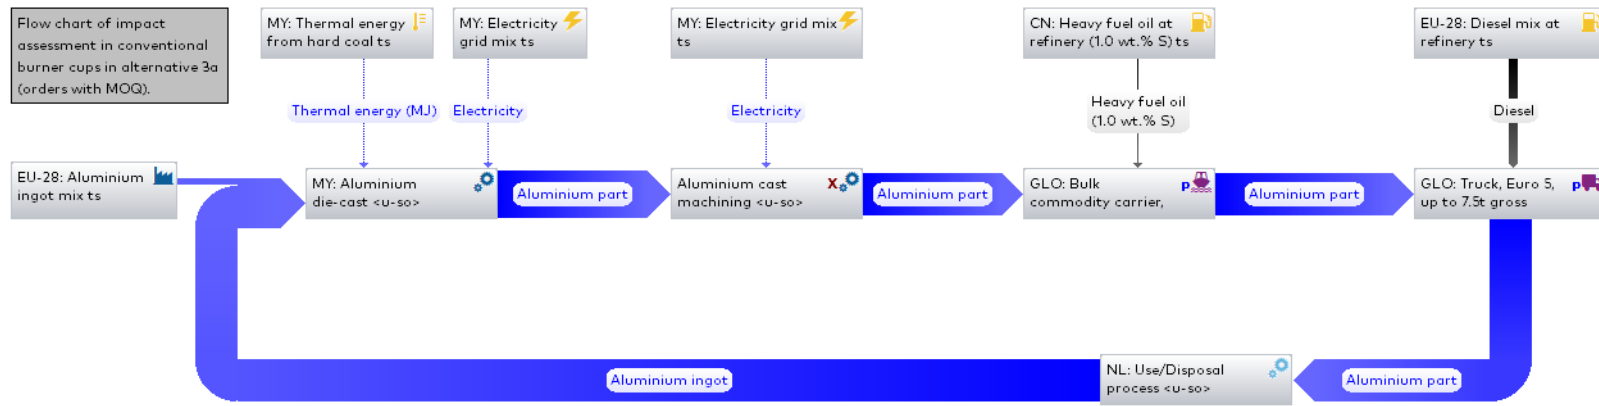 Flow chart of impact
assessment in conventional
burner cups in alternative 3a
(orders with MOQ).
MY: Thermal energy
from hard coal ts
MY: Electricity
grid mix ts
MY: Electricity grid mix
ts
CN: Heavy fuel oil at
refinery (1.0 wt.% S) ts
EU-28: Diesel mix at
refinery ts
Thermal energy (MJ)
Electricity
Electricity
Heavy fuel oil
(1.0 wt.% S)
Diesel
EU-28: Aluminium
ingot mix ts
MY: Aluminium
die-cast <u-so>
Aluminium part
Aluminium cast
machining <u-so>
X
Aluminium part
GLO: Bulk
commodity carrier,
p
Aluminium part
GLO: Truck, Euro 5,
up to 7.5t gross
p
Aluminium ingot
NL: Use/Disposal
process <u-so>
Aluminium part